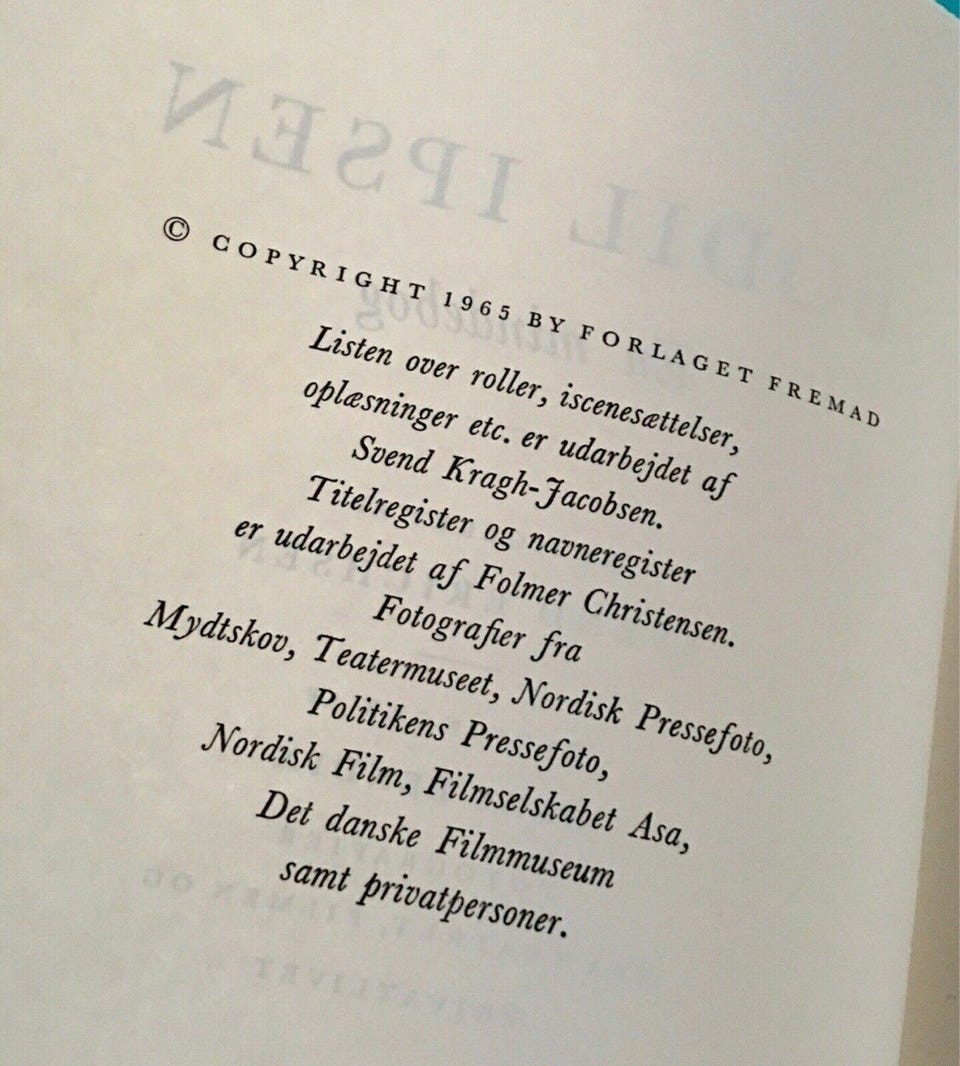 © COPYRIGHT 1965 BY FORLAGET FREMAD
Listen over roller, iscenesættelser,
oplæsninger etc. er udarbejdet af
Svend Kragh-Jacobsen.
Titelregister og navneregister
er udarbejdet af Folmer Christensen.
Fotografier fra
Mydtskov, Teatermuseet, Nordisk Pressefoto,
Politikens Pressefoto,
Nordisk Film, Filmselskabet Asa,
Det danske Filmmuseum
samt privatpersoner.